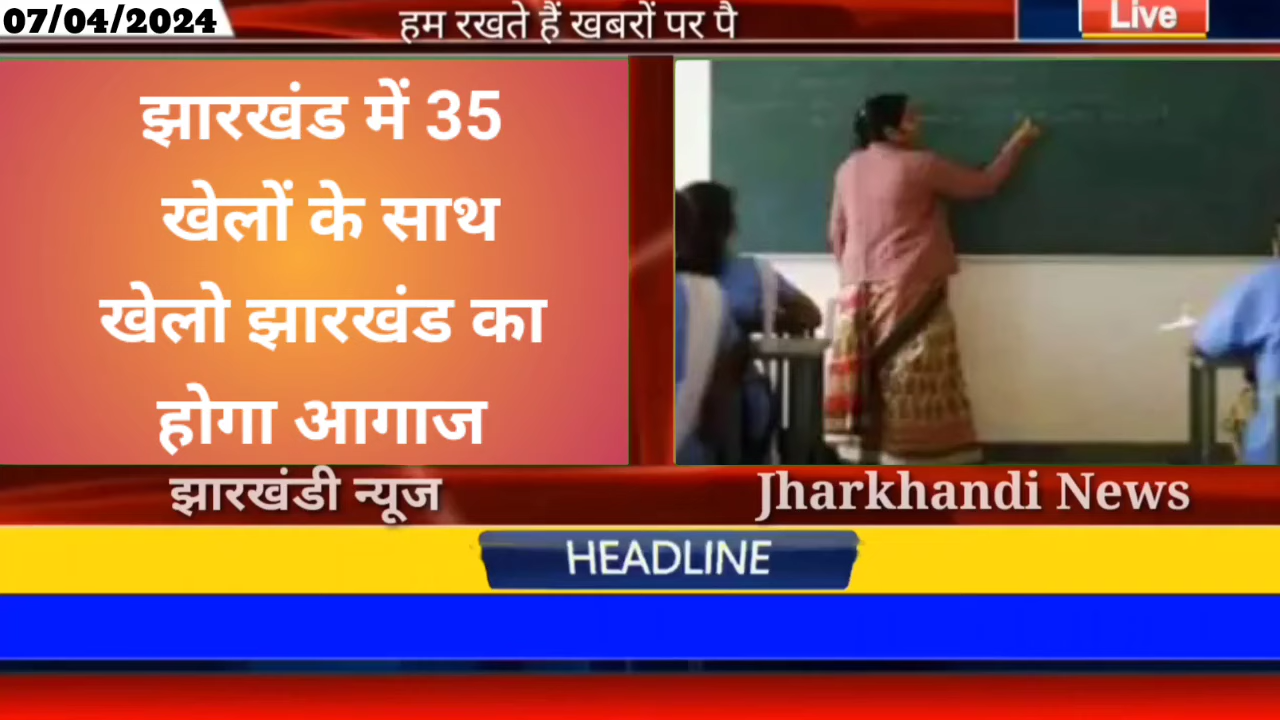 07/04/2024
हम रखते हैं खबरों पर पै
Live
झारखंड में 35
खेलों के साथ
खेलो झारखंड का
होगा आगाज
झारखंडी न्यूज
Jharkhandi News
HEADLINE